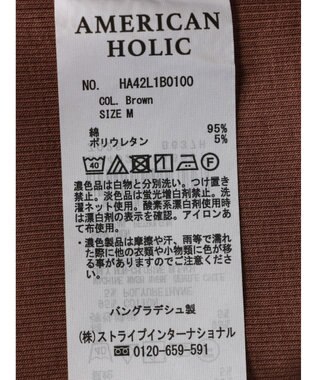 AMERICAN
HOLIC
NO. HA42L1B0100
COL. Brown
SIZE M
綿 95%
ポリウレタン 5%
40 F
濃色品は白物と分別洗い。つけ置き
禁止。淡色品は蛍光増白剤禁止。洗
濯ネット使用。酸素系漂白剤使用時
は漂白剤の表示を確認。アイロンあ
て布使用。
・濃色製品は摩擦や汗、雨等で濡れ
た際に他の衣類や小物類に色が移
る事がありますのでご注意くださ
い。
バングラデシュ製
(株)ストライプインターナショナル
0120-659-591